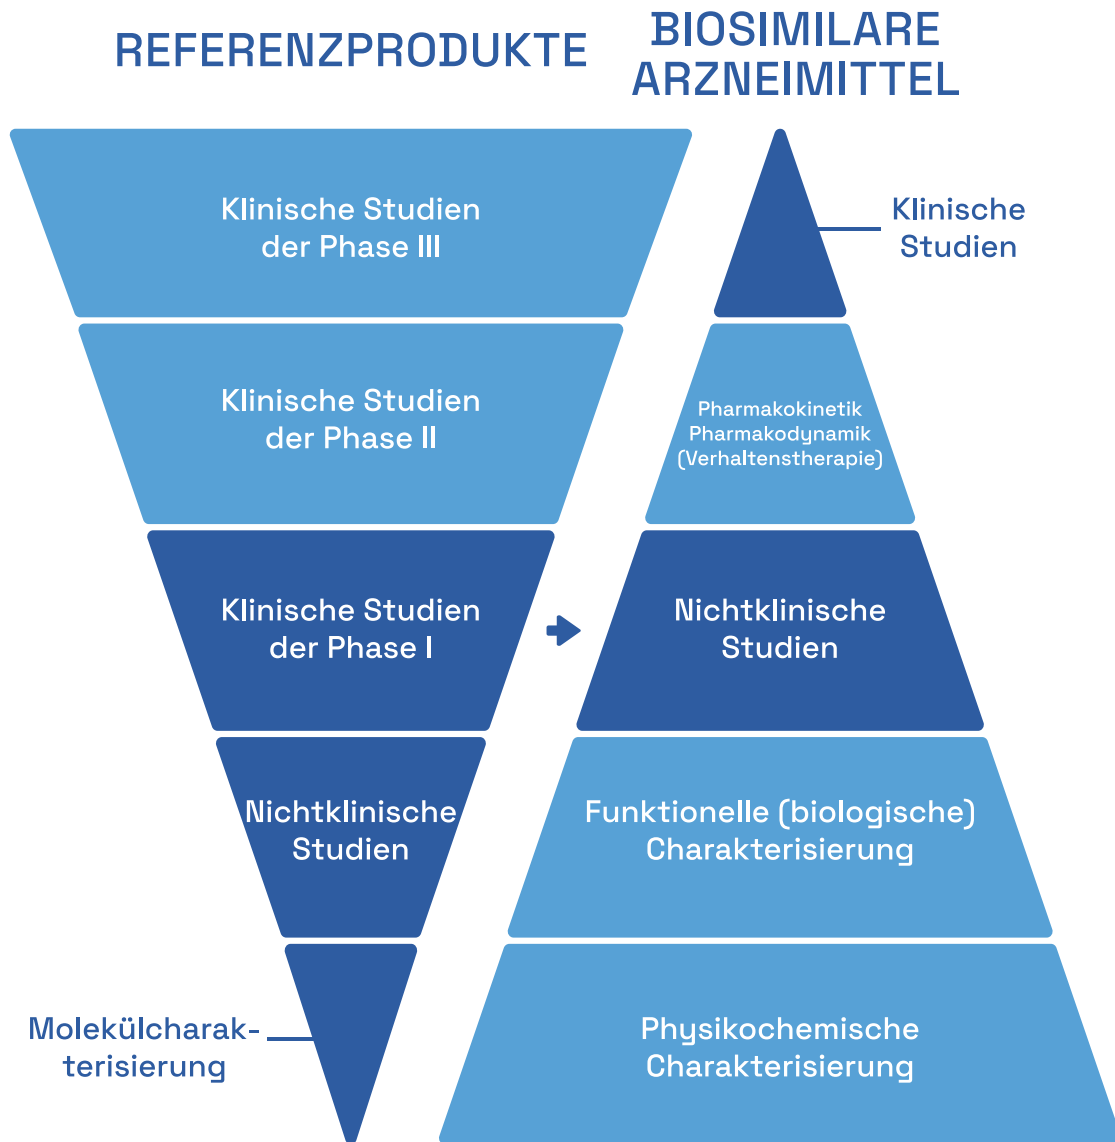 REFERENZPRODUKTE
BIOSIMILARE
ARZNEIMITTEL
Klinische Studien
der Phase III
Klinische Studien
der Phase II
Klinische Studien
der Phase I
Nichtklinische
Studien
Molekülcharak-
terisierung
Klinische
Studien
Pharmakokinetik
Pharmakodynamik
(Verhaltenstherapie)
Nichtklinische
Studien
Funktionelle (biologische)
Charakterisierung
Physikochemische
Charakterisierung